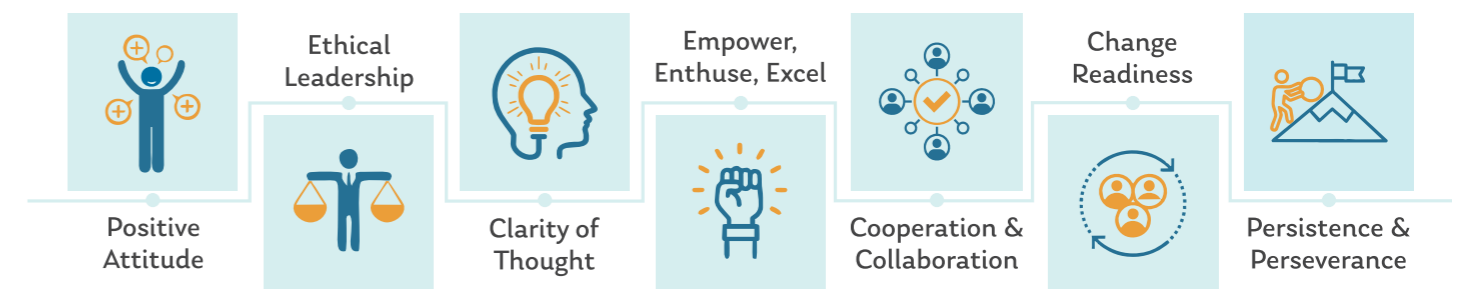 Positive
Attitude
Ethical
Leadership
Clarity of
Thought
Empower,
Enthuse, Excel
Cooperation &
Collaboration
Change
Readiness
Persistence &
Perseverance